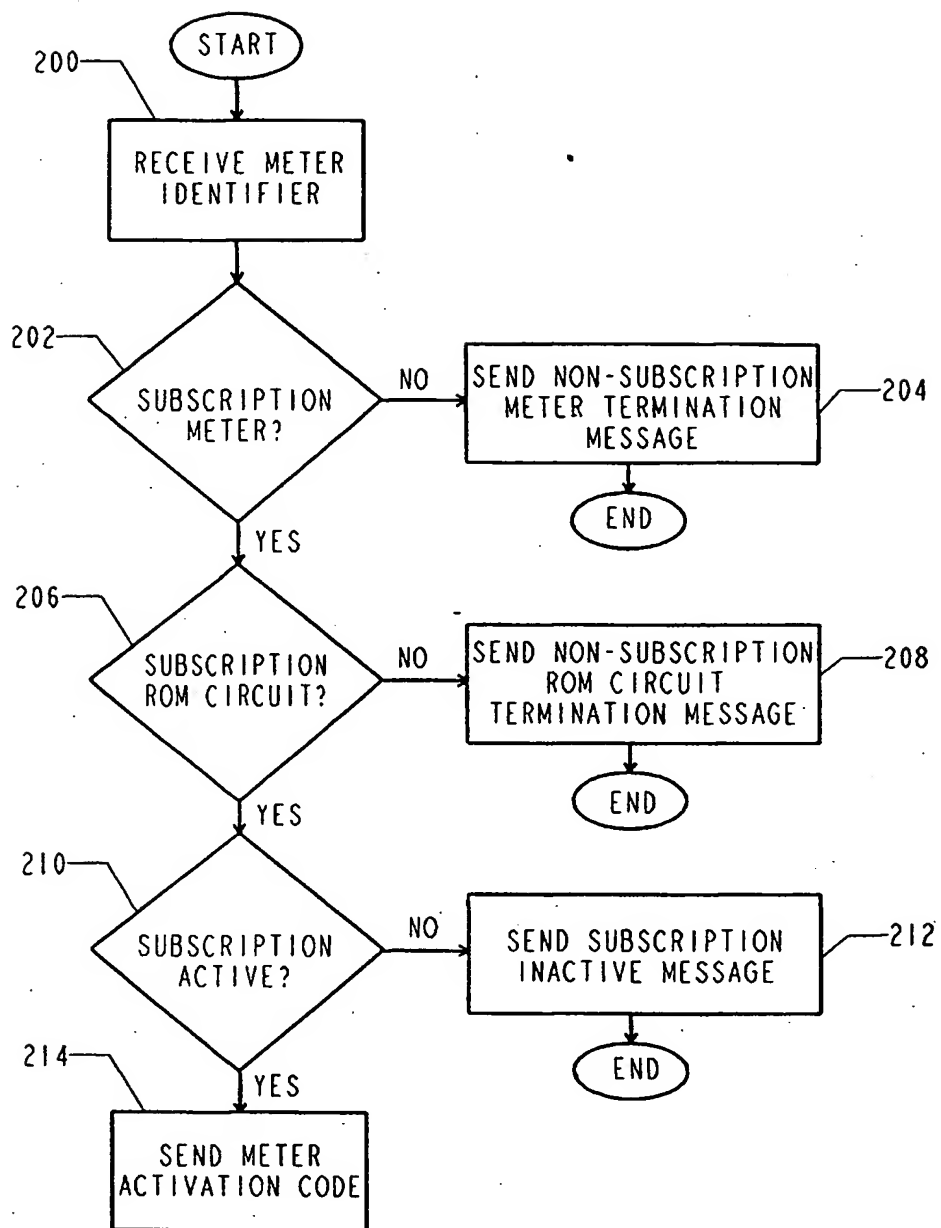 START
200
RECEIVE METER
IDENTIFIER
202
SUBSCRIPTION
METER?
NO
SEND NON-SUBSCRIPTION
METER TERMINATION
MESSAGE
204
END
YES
206
SUBSCRIPTION
ROM CIRCUIT?
NO
SEND NON-SUBSCRIPTION
ROM CIRCUIT
TERMINATION MESSAGE
208
END
YES
210
SUBSCRIPTION
ACTIVE?
NO
SEND SUBSCRIPTION
INACTIVE MESSAGE
212
END
YES
214
SEND METER
ACTIVATION CODE